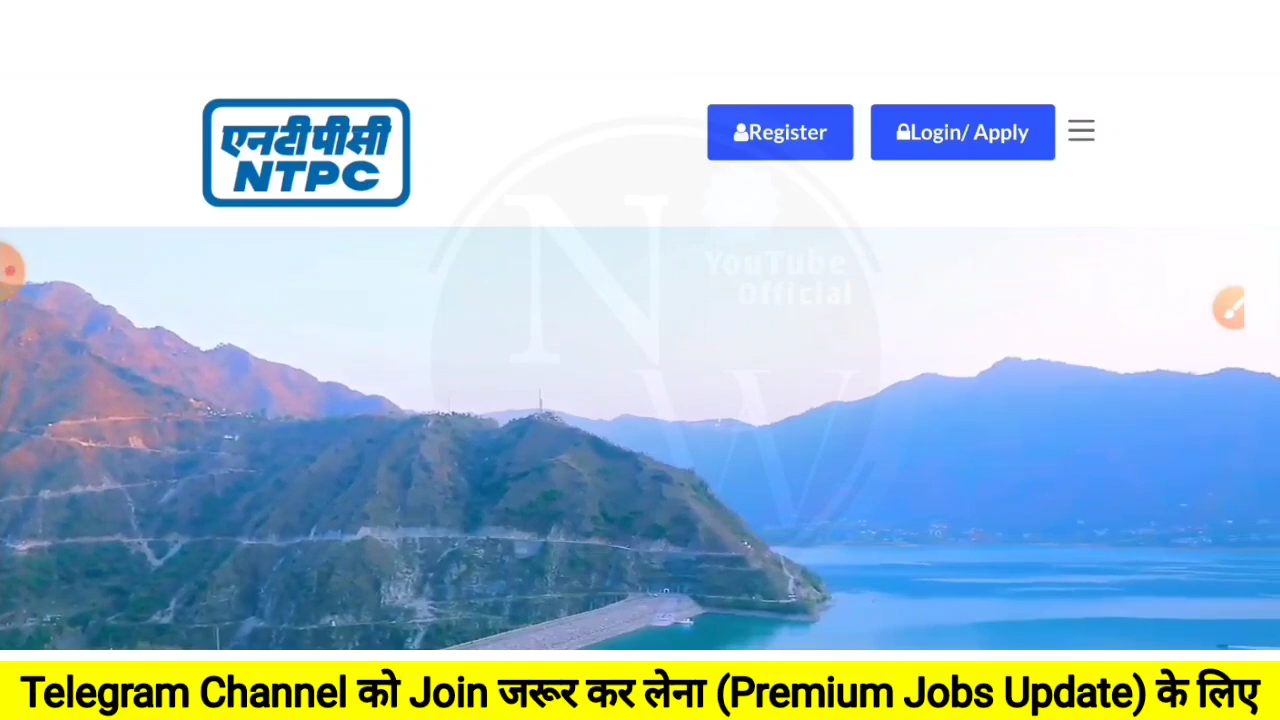 एनटीपीसी
NTPC
Register
Login/ Apply
N
YouTube
Official
W
Telegram Channel को Join जरूर कर लेना (Premium Jobs Update) के लिए